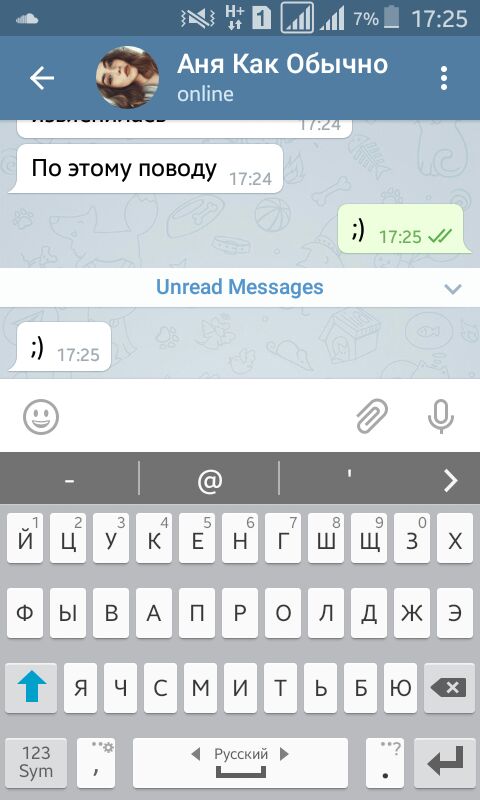 H+ 1 7% 17:25
Аня Как Обычно
online
17:24
По этому поводу 17:24
;) 17:25
Unread Messages
;) 17:25
- @ '
1 2 3 4 5 6 7 8 9 0
Й Ц У К Е Н Г Ш Щ З Х
Ф Ы В А П Р О Л Д Ж Э
Я Ч С М И Т Ь Б Ю
123 Sym , Русский . ?